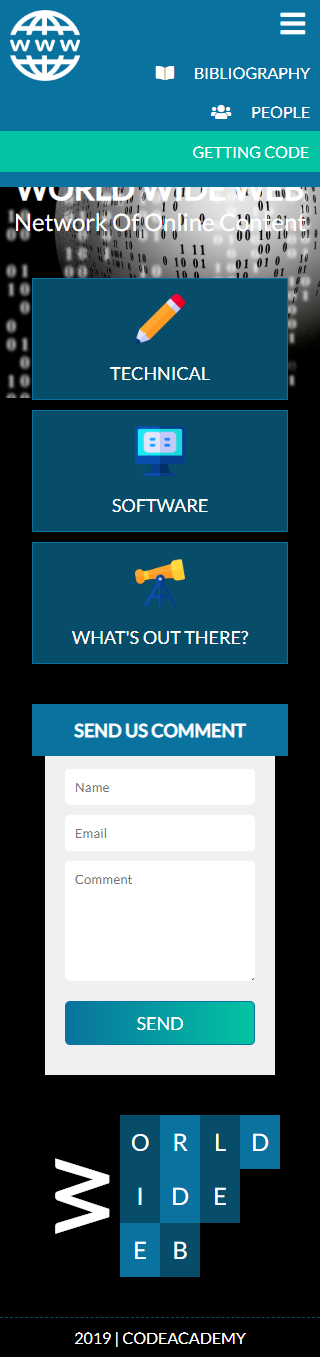 WWW
BIBLIOGRAPHY
PEOPLE
GETTING CODE
WORLD WIDE WEB
Network Of Online Content
TECHNICAL
SOFTWARE
WHAT'S OUT THERE?
SEND US COMMENT
Name
Email
Comment
SEND
W
O R L D
I D E
E B
2019 | CODEACADEMY